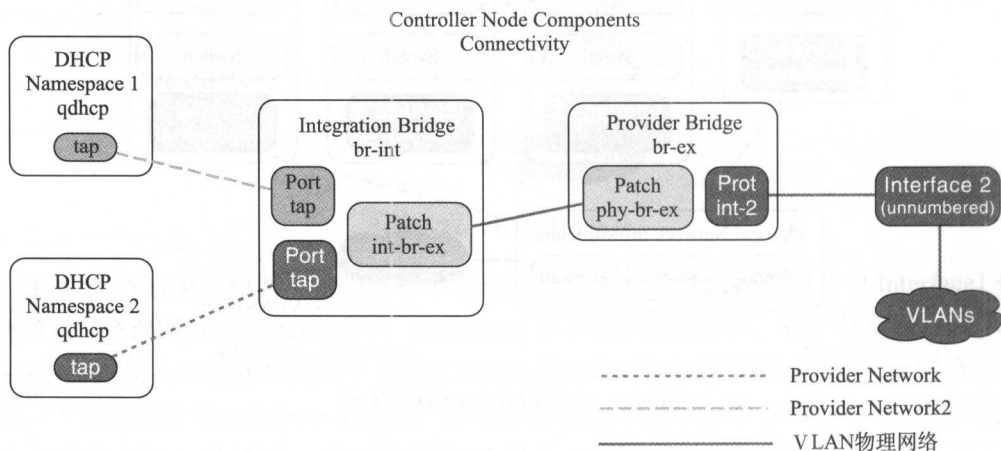 Controller Node Components
Connectivity
DHCP
Namespace 1
qdhcp
tap
Integration Bridge
br-int
Port
tap
Patch
int-br-ex
Port
tap
Provider Bridge
br-ex
Patch
phy-br-ex
Prot
int-2
Interface 2
(unnumbered)
VLANs
DHCP
Namespace 2
qdhcp
tap
Provider Network
Provider Network2
VLAN物理网络